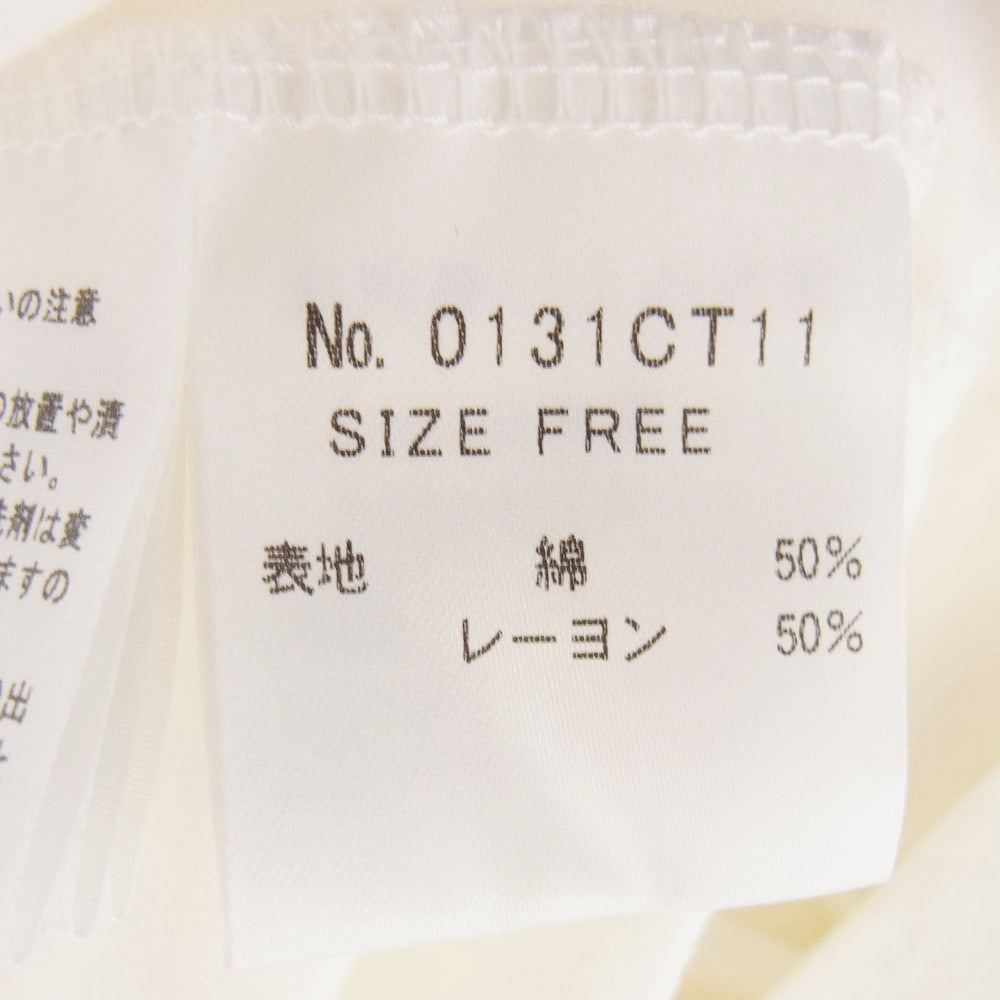 いの注意
の放置や漬
さい。
洗剤は変
ますの
出
No. 0131CT11
SIZE FREE
表地 綿 50%
レーヨン 50%